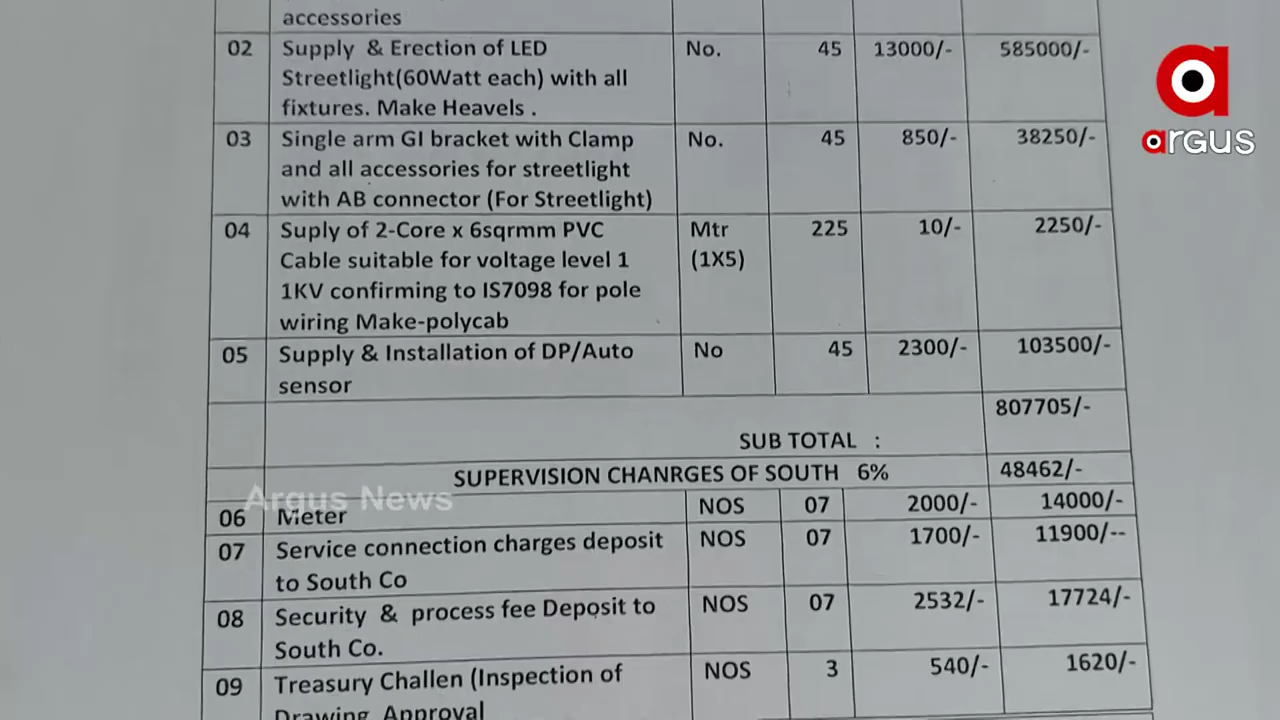 accessories
02 Supply & Erection of LED No. 45 13000/- 585000/-
Streetlight(60Watt each) with all
fixtures. Make Heavels .
03 Single arm GI bracket with Clamp No. 45 850/- 38250/-
and all accessories for streetlight
with AB connector (For Streetlight)
04 Suply of 2-Core x 6sqrmm PVC Mtr 225 10/- 2250/-
Cable suitable for voltage level 1 (1X5)
1KV confirming to IS7098 for pole
wiring Make-polycab
05 Supply & Installation of DP/Auto No 45 2300/- 103500/-
sensor
807705/-
SUB TOTAL :
SUPERVISION CHANRGES OF SOUTH 6% 48462/-
06 Meter NOS 07 2000/- 14000/-
07 Service connection charges deposit NOS 07 1700/- 11900/--
to South Co
08 Security & process fee Deposit to NOS 07 2532/- 17724/-
South Co.
09 Treasury Challen (Inspection of NOS 3 540/- 1620/-
Drawing Approval
argus
Argus News